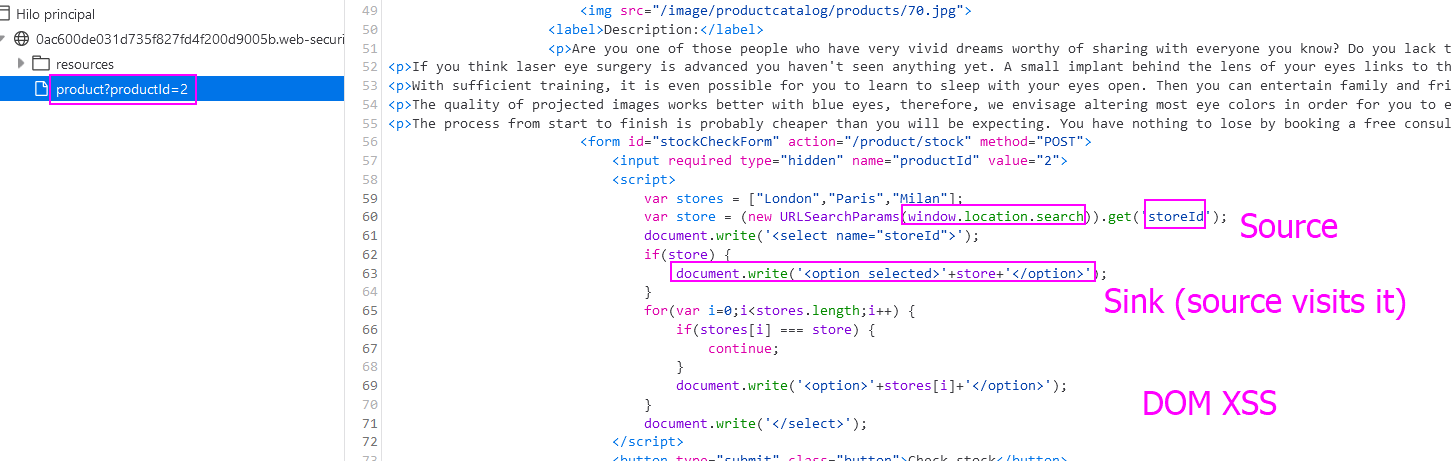 Hilo principal
0ac600de031d735f827fd4f200d9005b.web-securi
resources
product?productId=2
49 <img src="/image/productcatalog/products/70.jpg">
50 <label>Description:</label>
51 <p>Are you one of those people who have very vivid dreams worthy of sharing with everyone you know? Do you lack t
52 <p>If you think laser eye surgery is advanced you haven't seen anything yet. A small implant behind the lens of your eyes links to th
53 <p>With sufficient training, it is even possible for you to learn to sleep with your eyes open. Then you can entertain family and fri
54 <p>The quality of projected images works better with blue eyes, therefore, we envisage altering most eye colors in order for you to e
55 <p>The process from start to finish is probably cheaper than you will be expecting. You have nothing to lose by booking a free consul
56 <form id="stockCheckForm" action="/product/stock" method="POST">
57 <input required type="hidden" name="productId" value="2">
58 <script>
59 var stores = ["London","Paris","Milan"];
60 var store = (new URLSearchParams(window.location.search)).get('storeId');
Source
61 document.write('<select name="storeId">');
62 if(store) {
63 document.write('<option selected>'+store+'</option>');
64 }
Sink (source visits it)
65 for(var i=0;i<stores.length;i++) {
66 if(stores[i] === store) {
67 continue;
68 }
69 document.write('<option>'+stores[i]+'</option>');
DOM XSS
70 }
71 document.write('</select>');
72 </script>
73 <button type="submit" class="button">Check stock</button>